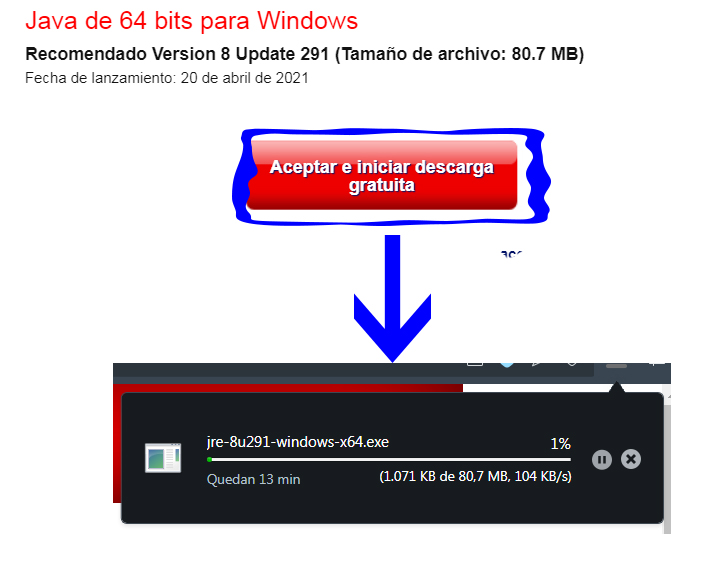 Java de 64 bits para Windows
Recomendado Version 8 Update 291 (Tamaño de archivo: 80.7 MB)
Fecha de lanzamiento: 20 de abril de 2021
Aceptar e iniciar descarga
gratuita
jre-8u291-windows-x64.exe 1%
Quedan 13 min (1.071 KB de 80,7 MB, 104 KB/s)